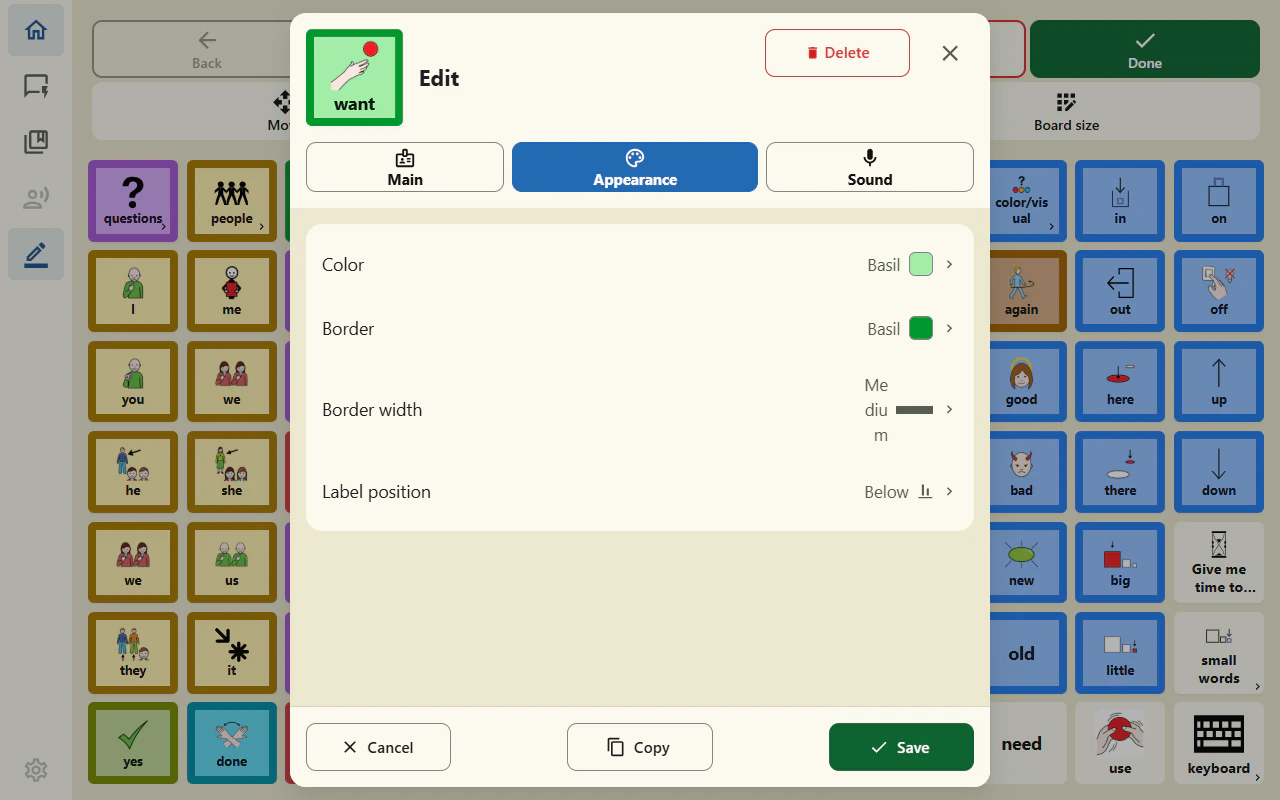 Back
Done
Mov
Board size
want
Edit
Delete
Main
Appearance
Sound
Color
Basil
Border
Basil
Border width
Me
diu
m
Label position
Below
Cancel
Copy
Save
?
questions
people
color/vis
ual
in
on
I
me
again
out
off
you
we
good
here
up
he
she
bad
there
down
we
us
new
big
Give me
time to...
they
it
old
little
small
words
yes
done
need
use
keyboard